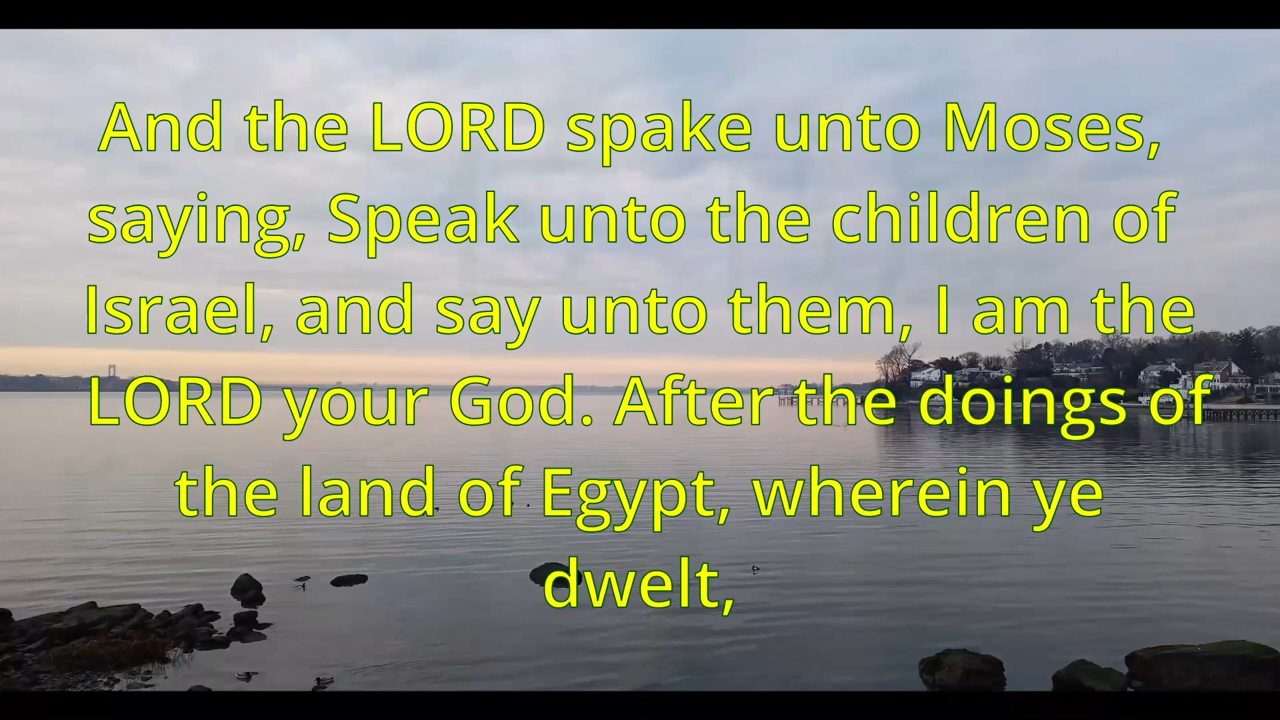 And the LORD spake unto Moses,
saying, Speak unto the children of
Israel, and say unto them, I am the
LORD your God. After the doings of
the land of Egypt, wherein ye
dwelt,